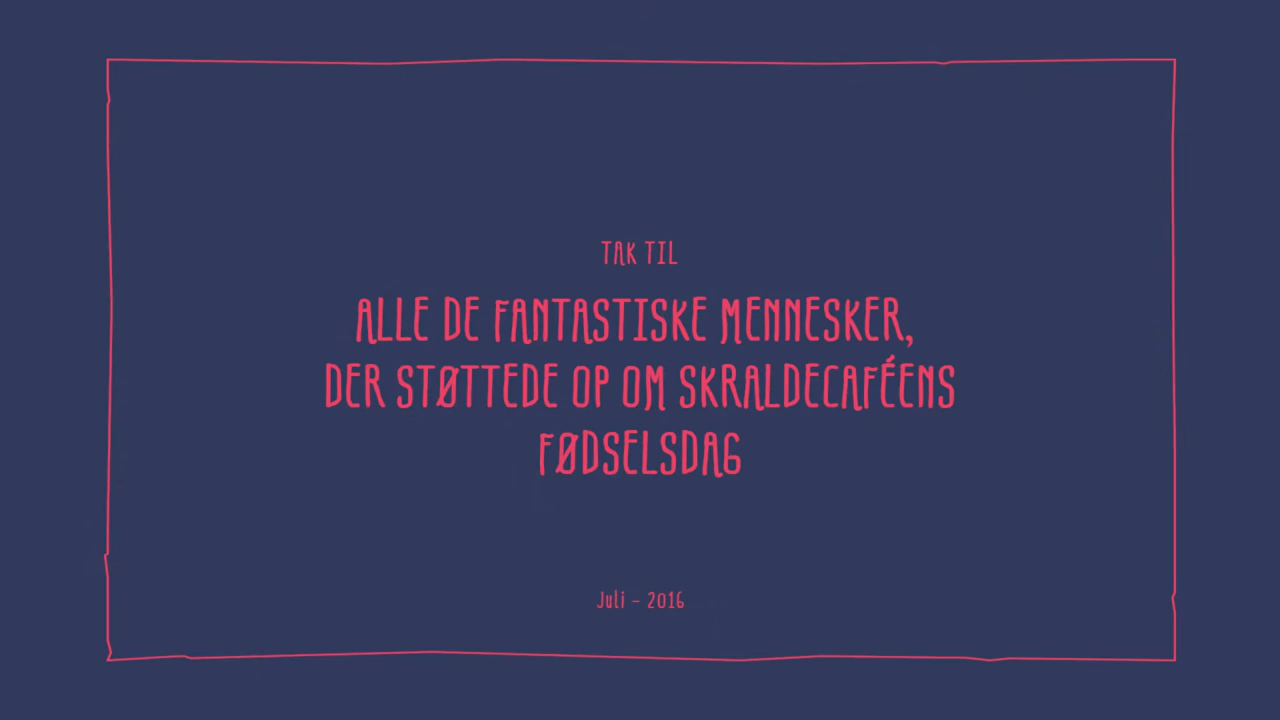 TAK TIL
ALLE DE FANTASTISKE MENNESKER,
DER STØTTEDE OP OM SKRALDECAFÉENS
FØDSELSDAG
Juli – 2016